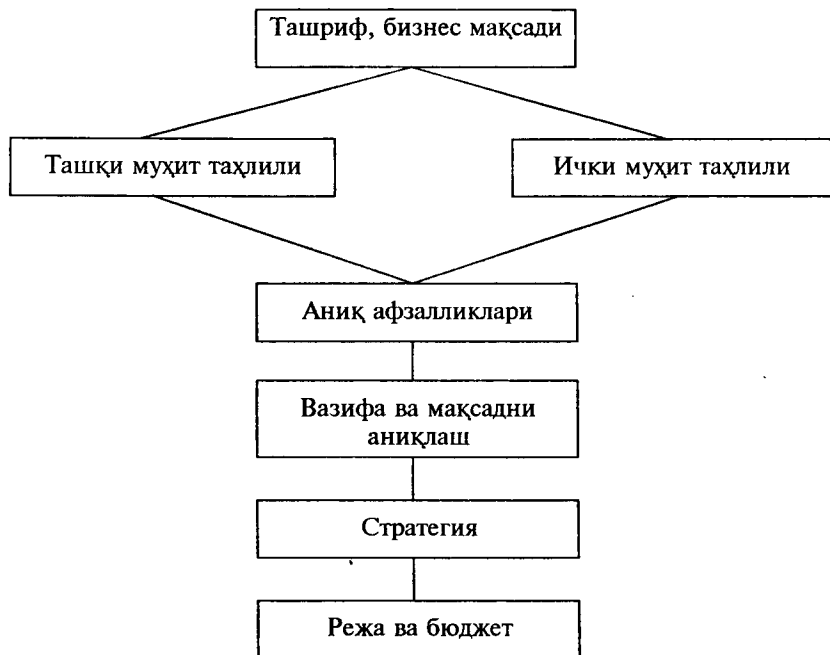 Ташриф, бизнес мақсади
Ташқи муҳит таҳлили
Ички муҳит таҳлили
Аниқ афзалликлари
Вазифа ва мақсадни
аниқлаш
Стратегия
Режа ва бюджет